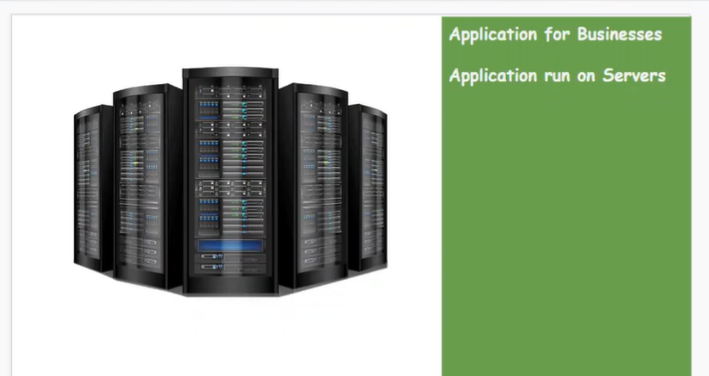 Application for Businesses
Application run on Servers